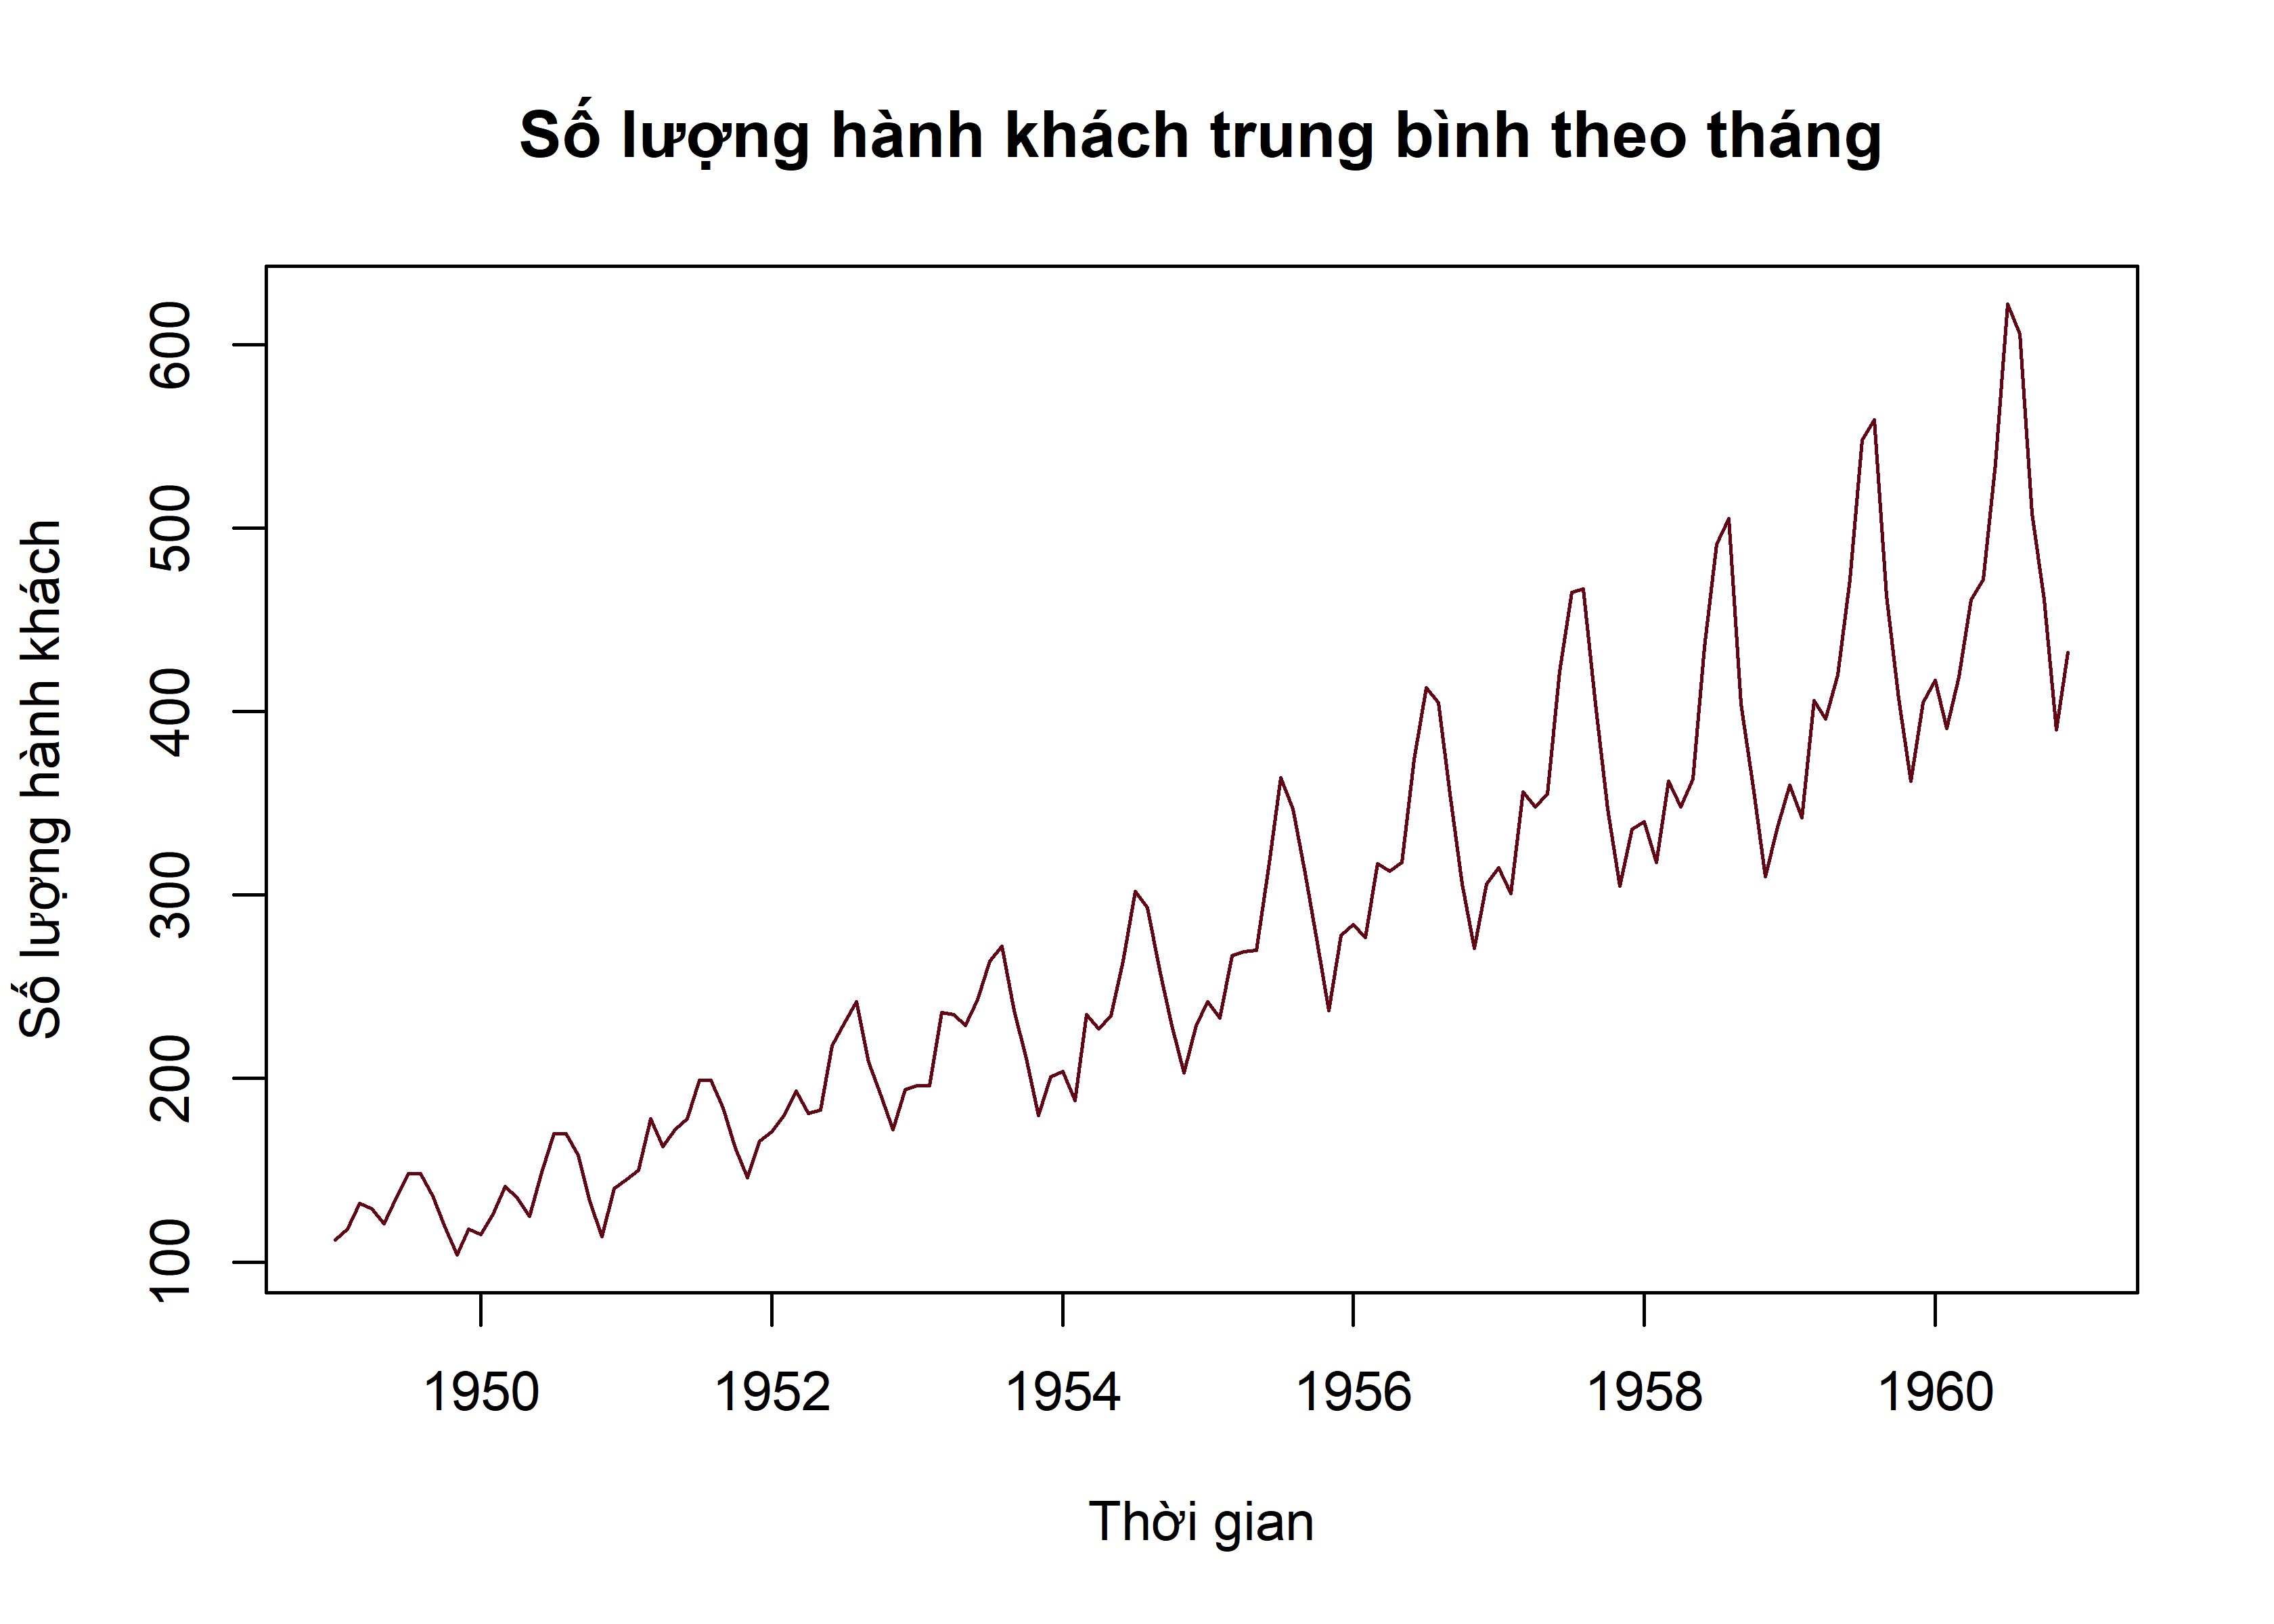 Số lượng hành khách trung bình theo tháng
Số lượng hành khách
600
500
400
300
200
100
1950 1952 1954 1956 1958 1960
Thời gian